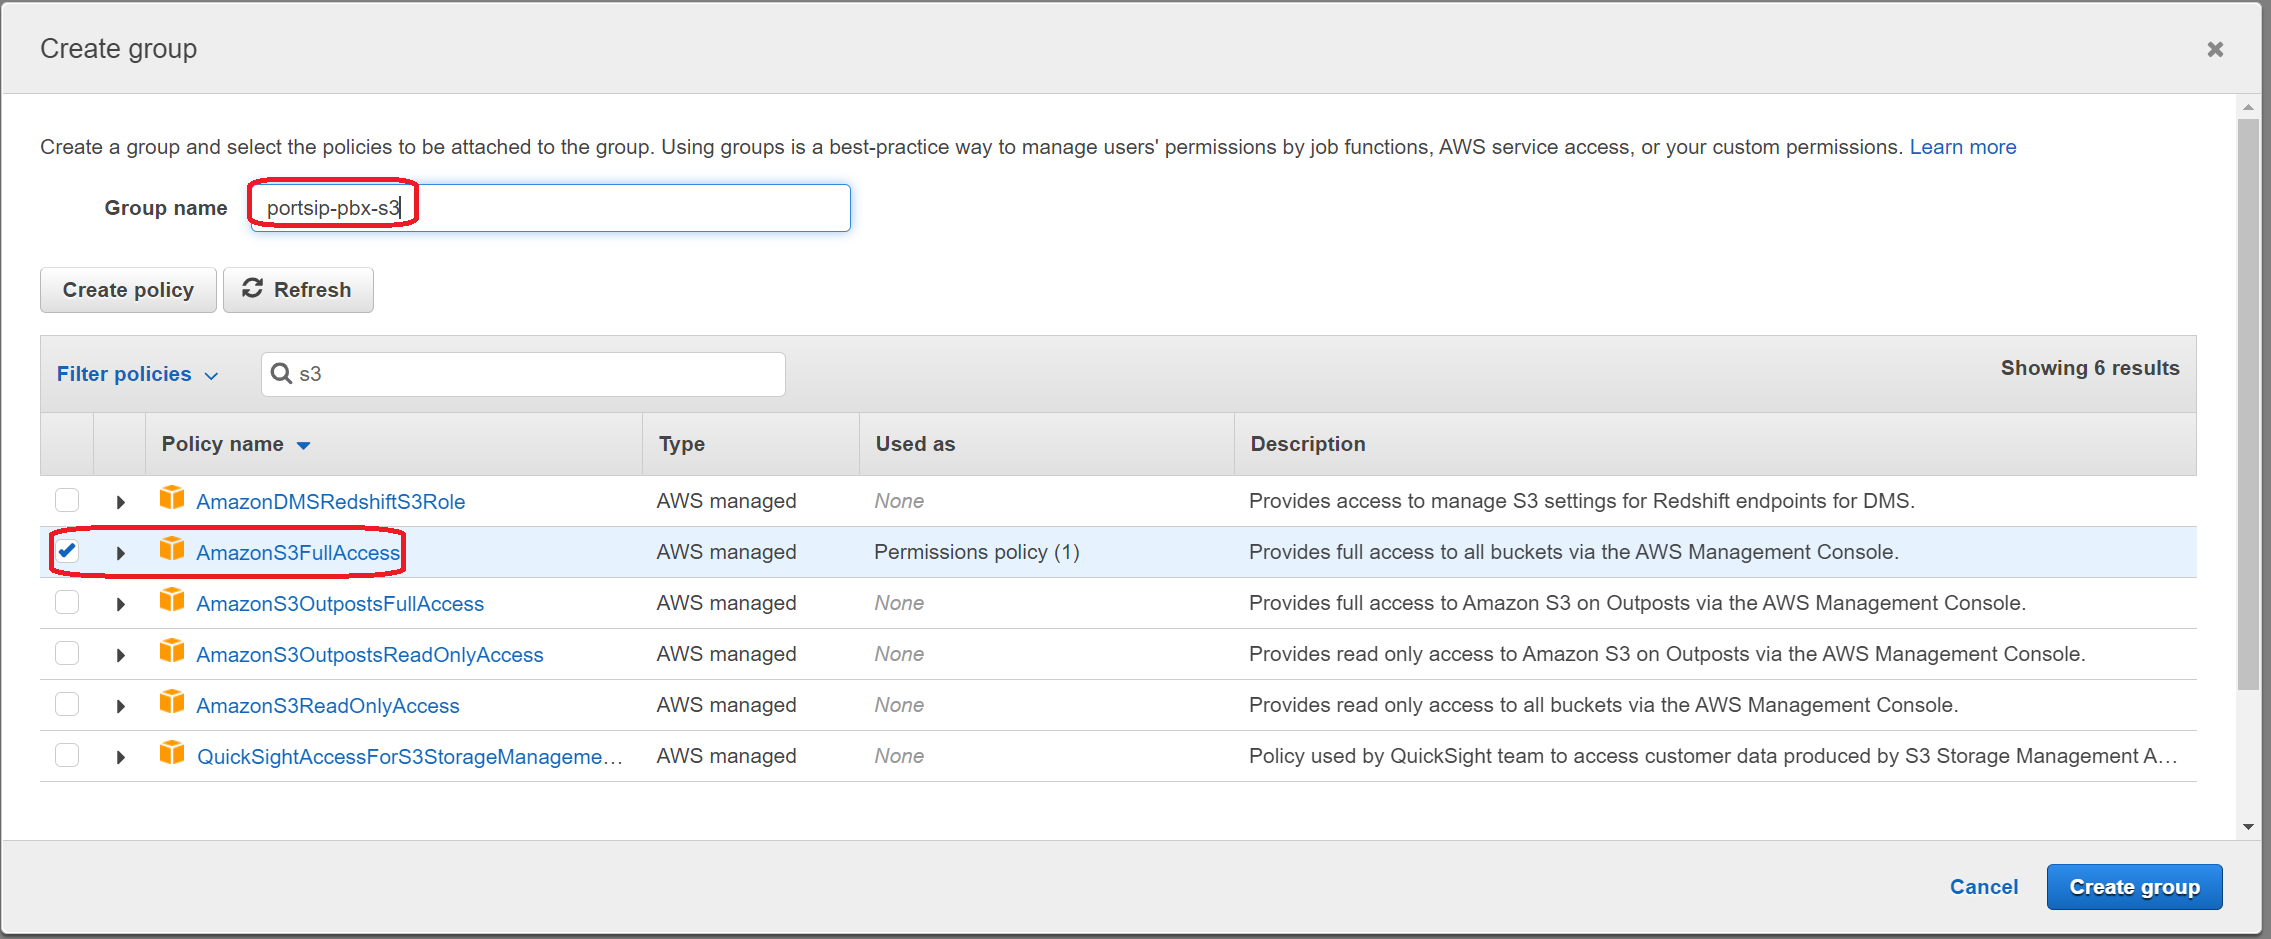 Create group
Create a group and select the policies to be attached to the group. Using groups is a best-practice way to manage users' permissions by job functions, AWS service access, or your custom permissions. Learn more
Group name portsip-pbx-s3
Create policy Refresh
Filter policies s3 Showing 6 results
Policy name Type Used as Description
AmazonDMSRedshiftS3Role AWS managed None Provides access to manage S3 settings for Redshift endpoints for DMS.
AmazonS3FullAccess AWS managed Permissions policy (1) Provides full access to all buckets via the AWS Management Console.
AmazonS3OutpostsFullAccess AWS managed None Provides full access to Amazon S3 on Outposts via the AWS Management Console.
AmazonS3OutpostsReadOnlyAccess AWS managed None Provides read only access to Amazon S3 on Outposts via the AWS Management Console.
AmazonS3ReadOnlyAccess AWS managed None Provides read only access to all buckets via the AWS Management Console.
QuickSightAccessForS3StorageManageme… AWS managed None Policy used by QuickSight team to access customer data produced by S3 Storage Management A…
Cancel Create group